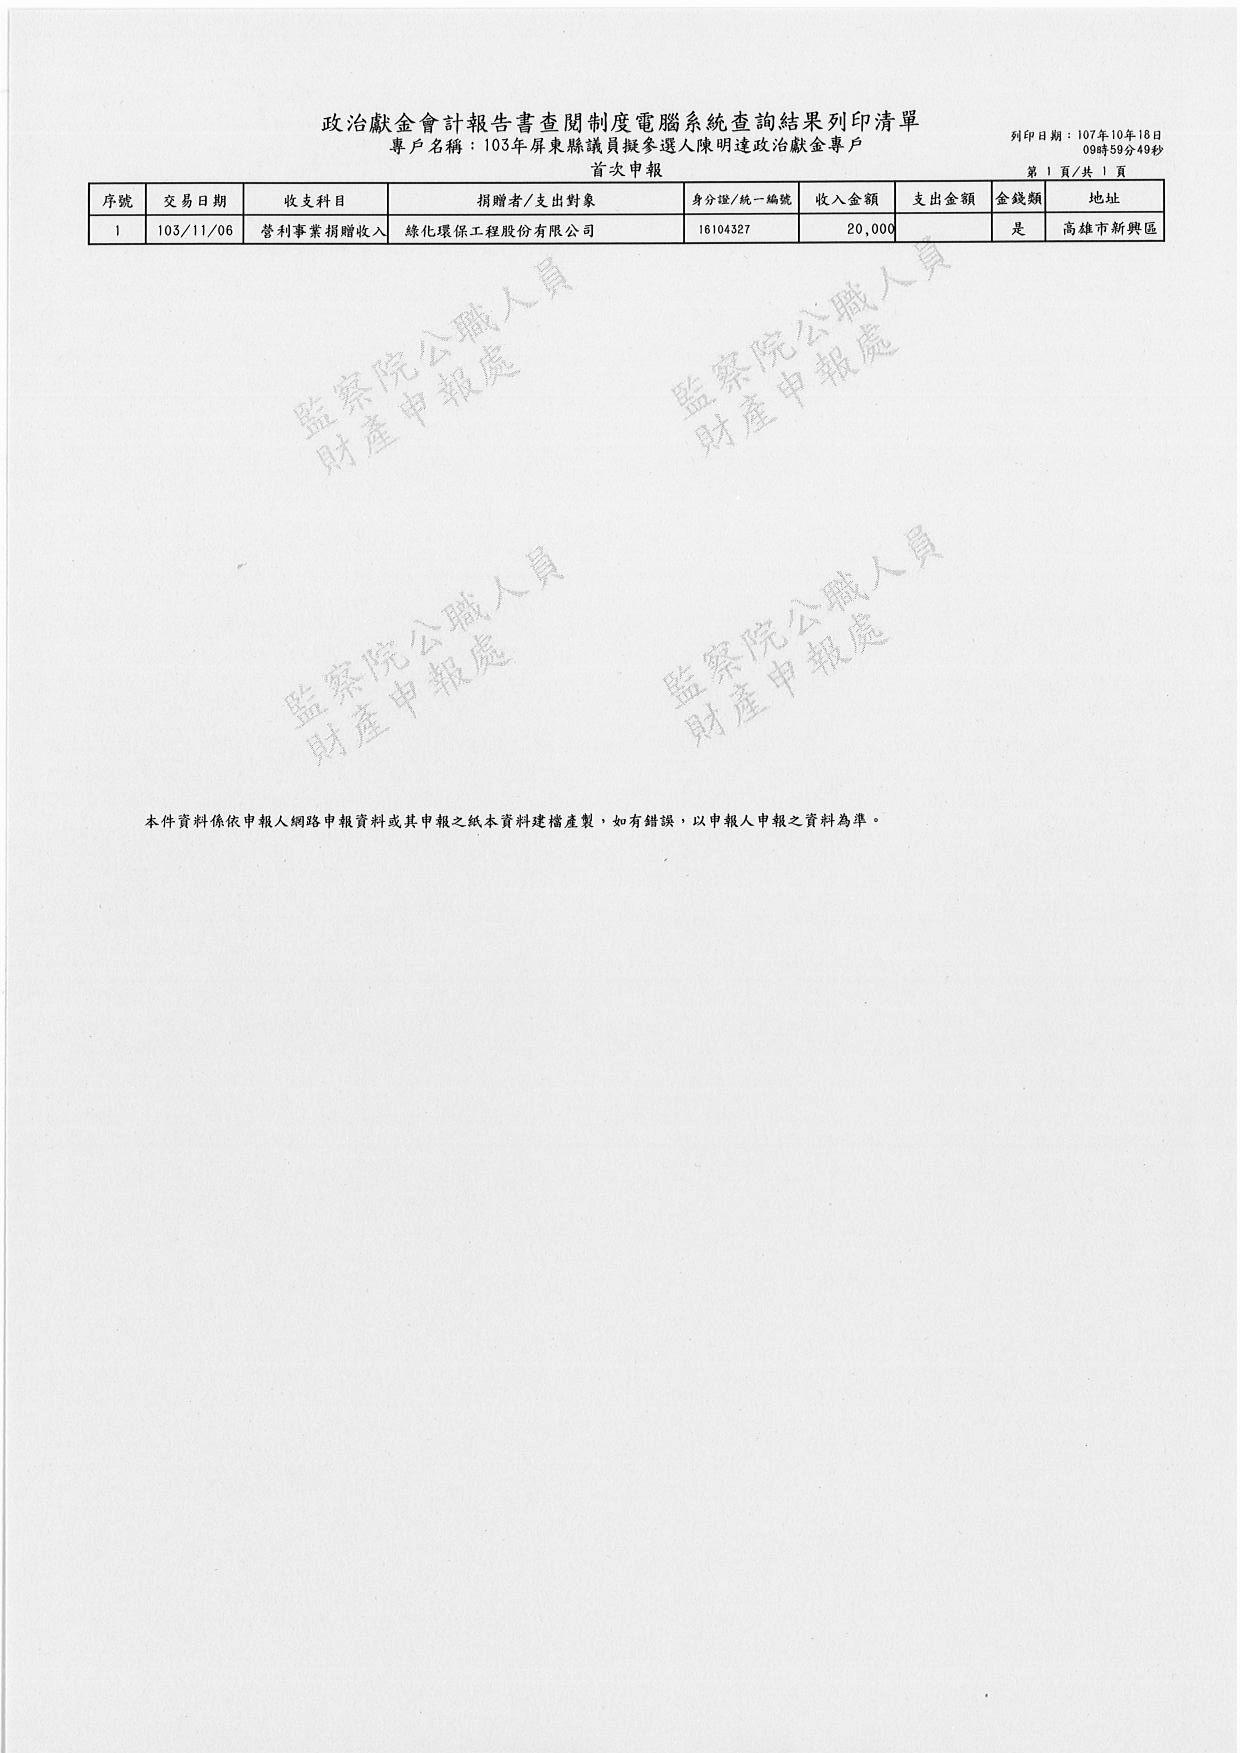 政治獻金會計報告書查閱制度電腦系統查詢結果列印清單
專戶名稱：103年屏東縣議員擬參選人陳明達政治獻金專戶
首次申報
列印日期：107年10年18日
09時59分49秒
第 1 頁/共 1 頁
序號 交易日期 收支科目 捐贈者/支出對象 身分證/統一編號 收入金額 支出金額 金錢類 地址
1 103/11/06 營利事業捐贈收入 綠化環保工程股份有限公司 16104327 20,000 是 高雄市新興區
監察院公職人員
財產申報處
監察院公職人員
財產申報處
監察院公職人員
財產申報處
監察院公職人員
財產申報處
本件資料係依申報人網路申報資料或其申報之紙本資料建檔產製，如有錯誤，以申報人申報之資料為準。